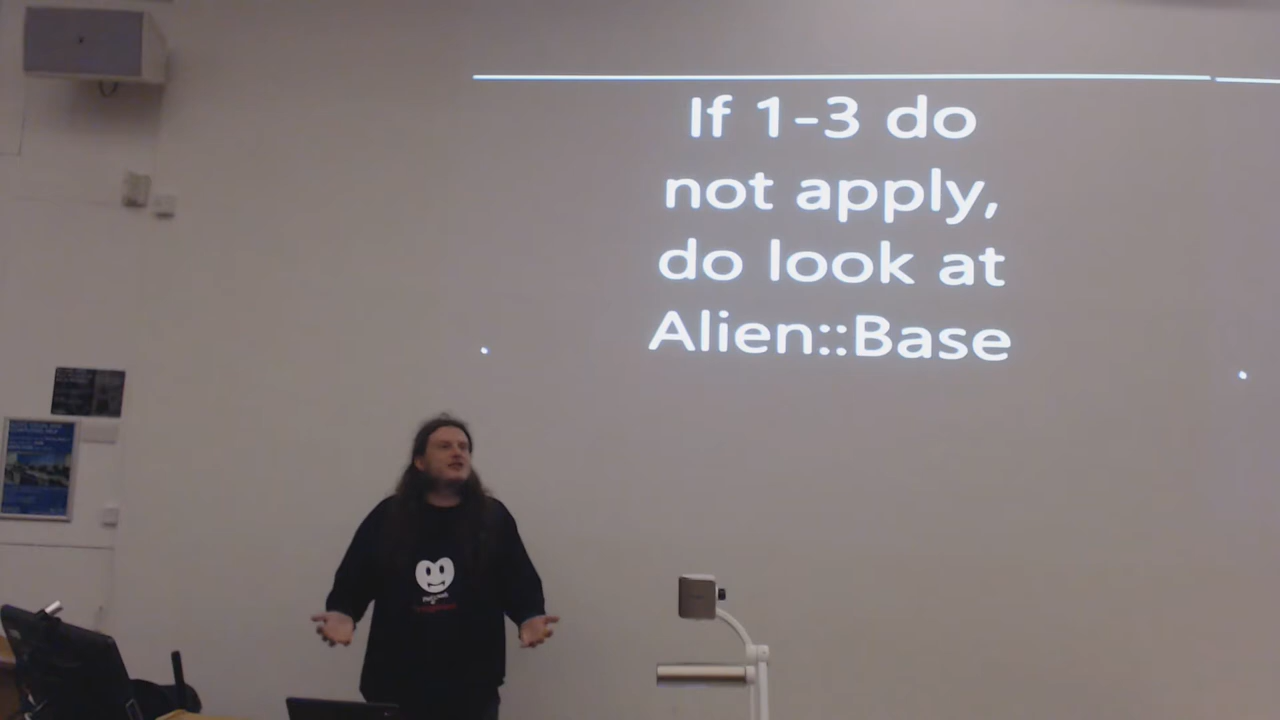 If 1-3 do
not apply,
do look at
Alien::Base